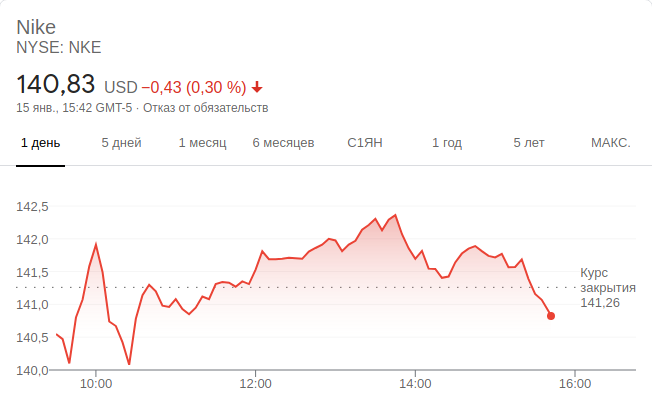 Nike
NYSE: NKE
140,83 USD −0,43 (0,30 %)
15 янв., 15:42 GMT-5 · Отказ от обязательств
1 день 5 дней 1 месяц 6 месяцев С1ЯН 1 год 5 лет МАКС.
142,5
142,0
141,5
141,0
140,5
140,0
Курс
закрытия
141,26
10:00 12:00 14:00 16:00